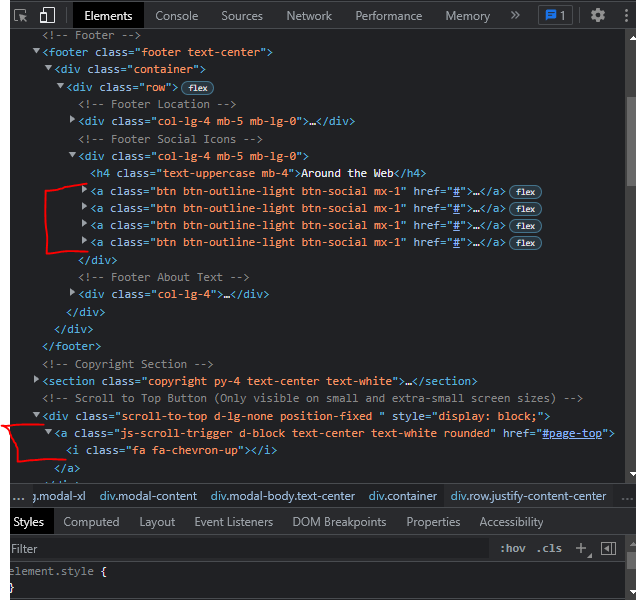 Elements Console Sources Network Performance Memory » 1
<!-- Footer -->
<footer class="footer text-center">
<div class="container">
<div class="row"> flex
<!-- Footer Location -->
<div class="col-lg-4 mb-5 mb-lg-0">…</div>
<!-- Footer Social Icons -->
<div class="col-lg-4 mb-5 mb-lg-0">
<h4 class="text-uppercase mb-4">Around the Web</h4>
<a class="btn btn-outline-light btn-social mx-1" href="#">…</a> flex
<a class="btn btn-outline-light btn-social mx-1" href="#">…</a> flex
<a class="btn btn-outline-light btn-social mx-1" href="#">…</a> flex
<a class="btn btn-outline-light btn-social mx-1" href="#">…</a> flex
</div>
<!-- Footer About Text -->
<div class="col-lg-4">…</div>
</div>
</div>
</footer>
<!-- Copyright Section -->
<section class="copyright py-4 text-center text-white">…</section>
<!-- Scroll to Top Button (Only visible on small and extra-small screen sizes) -->
<div class="scroll-to-top d-lg-none position-fixed " style="display: block;">
<a class="js-scroll-trigger d-block text-center text-white rounded" href="#page-top">
<i class="fa fa-chevron-up"></i>
</a>
… g.modal-xl div.modal-content div.modal-body.text-center div.container div.row.justify-content-center …
Styles Computed Layout Event Listeners DOM Breakpoints Properties Accessibility
Filter :hov .cls +
element.style {
}